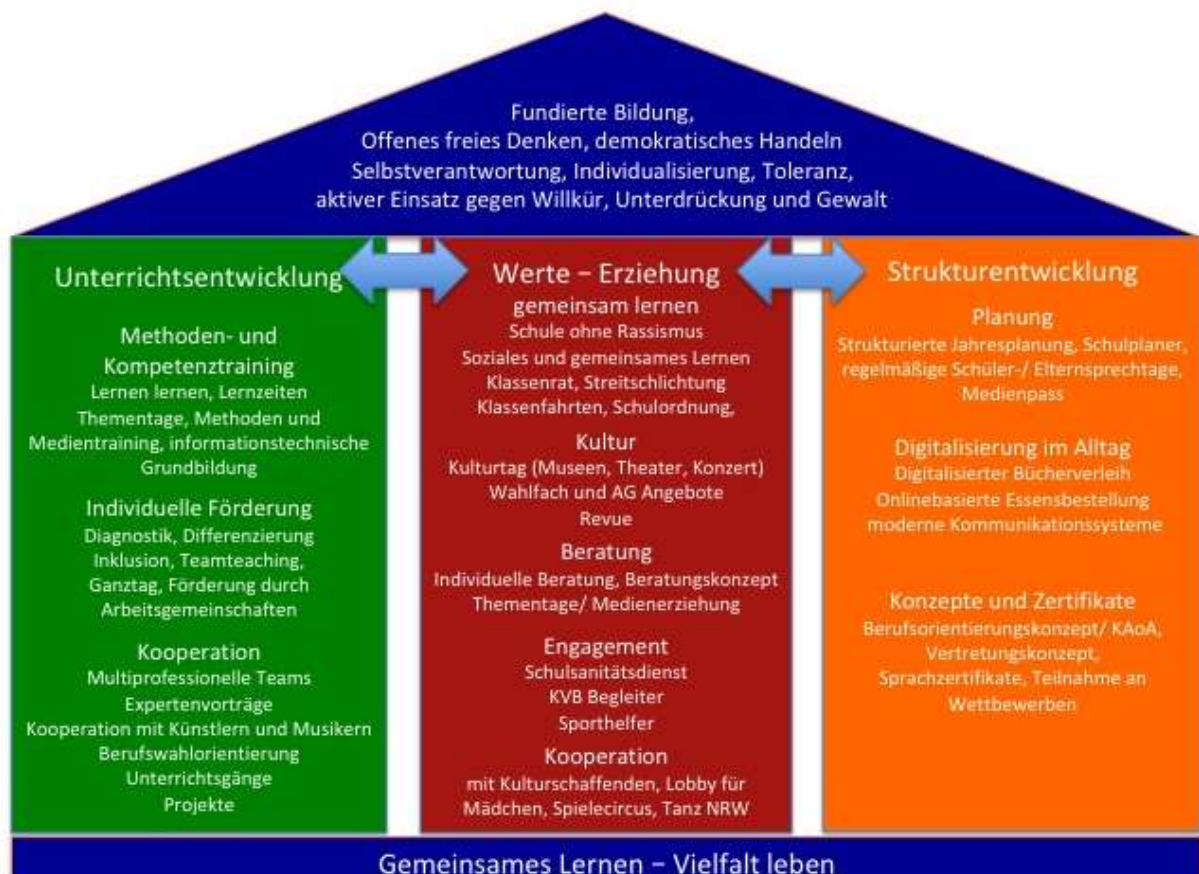 Fundierte Bildung,
Offenes freies Denken, demokratisches Handeln
Selbstverantwortung, Individualisierung, Toleranz,
aktiver Einsatz gegen Willkür, Unterdrückung und Gewalt
Unterrichtsentwicklung
Methoden- und
Kompetenztraining
Lernen lernen, Lernzeiten
Thementage, Methoden und
Medientraining, informationstechnische
Grundbildung
Individuelle Förderung
Diagnostik, Differenzierung
Inklusion, Teamteaching,
Ganztag, Förderung durch
Arbeitsgemeinschaften
Kooperation
Multiprofessionelle Teams
Expertenvorträge
Kooperation mit Künstlern und Musikern
Berufswahlorientierung
Unterrichtsgänge
Projekte
Werte – Erziehung
gemeinsam lernen
Schule ohne Rassismus
Soziales und gemeinsames Lernen
Klassenrat, Streitschlichtung
Klassenfahrten, Schulordnung,
Kultur
Kulturtag (Museen, Theater, Konzert)
Wahlfach und AG Angebote
Revue
Beratung
Individuelle Beratung, Beratungskonzept
Thementage/ Medienerziehung
Engagement
Schulsanitätsdienst
KVB Begleiter
Sporthelfer
Kooperation
mit Kulturschaffenden, Lobby für
Mädchen, Spielecircus, Tanz NRW
Strukturentwicklung
Planung
Strukturierte Jahresplanung, Schulplaner,
regelmäßige Schüler-/ Elternsprechtage,
Medienpass
Digitalisierung im Alltag
Digitalisierter Bücherverleih
Onlinebasierte Essensbestellung
moderne Kommunikationssysteme
Konzepte und Zertifikate
Berufsorientierungskonzept/ KAoA,
Vertretungskonzept,
Sprachzertifikate, Teilnahme an
Wettbewerben
Gemeinsames Lernen – Vielfalt leben